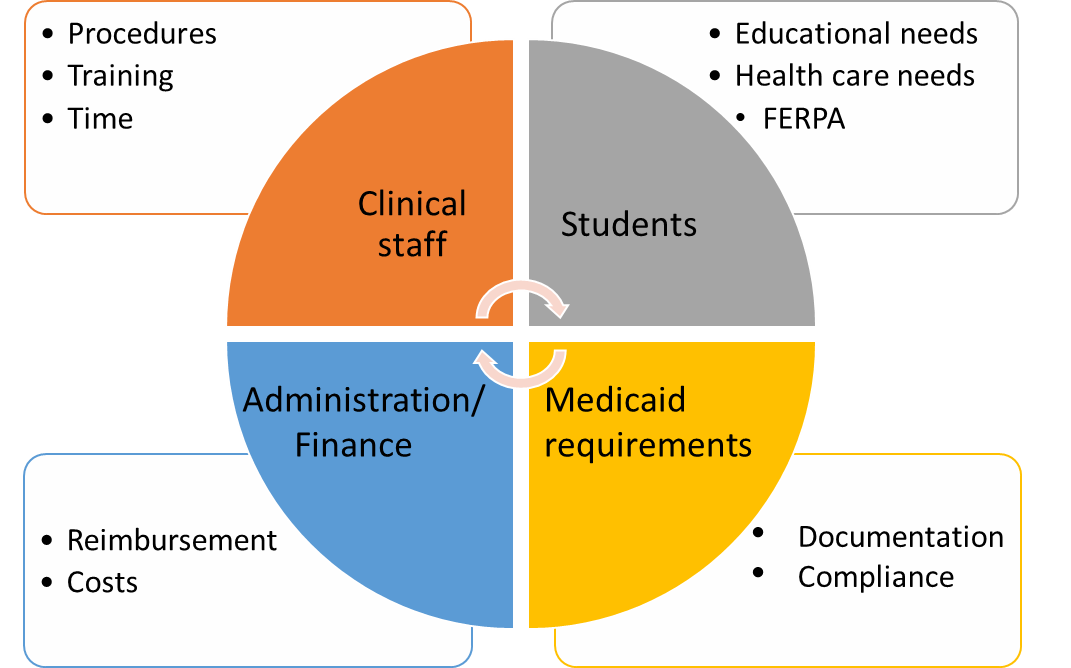 • Procedures
• Training
• Time
• Educational needs
• Health care needs
• FERPA
Clinical
staff
Students
Administration/
Finance
Medicaid
requirements
• Reimbursement
• Costs
• Documentation
• Compliance